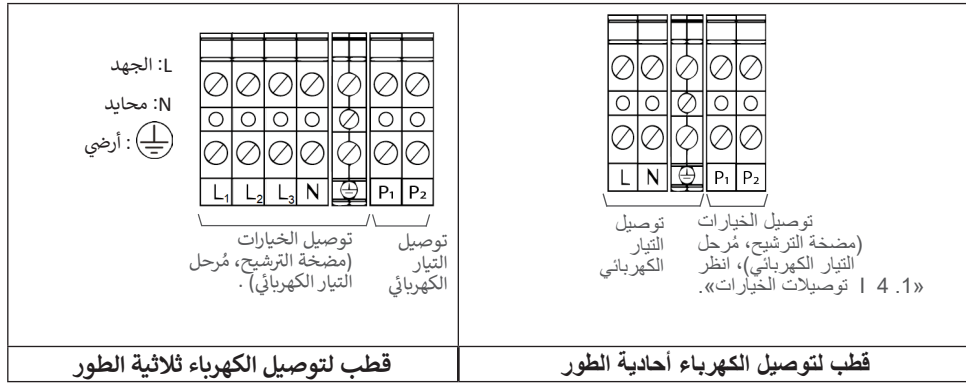 L: الجهد
N: محايد
: أرضي
L1 L2 L3 N P1 P2
توصيل الخيارات
(مضخة الترشيح، مُرحل
التيار الكهربائي) .
توصيل
التيار
الكهربائي
قطب لتوصيل الكهرباء ثلاثية الطور
L N P1 P2
توصيل
التيار
الكهربائي
توصيل الخيارات
(مضخة الترشيح، مُرحل
التيار الكهربائي)، انظر
«1. 4 I توصيلات الخيارات».
قطب لتوصيل الكهرباء أحادية الطور